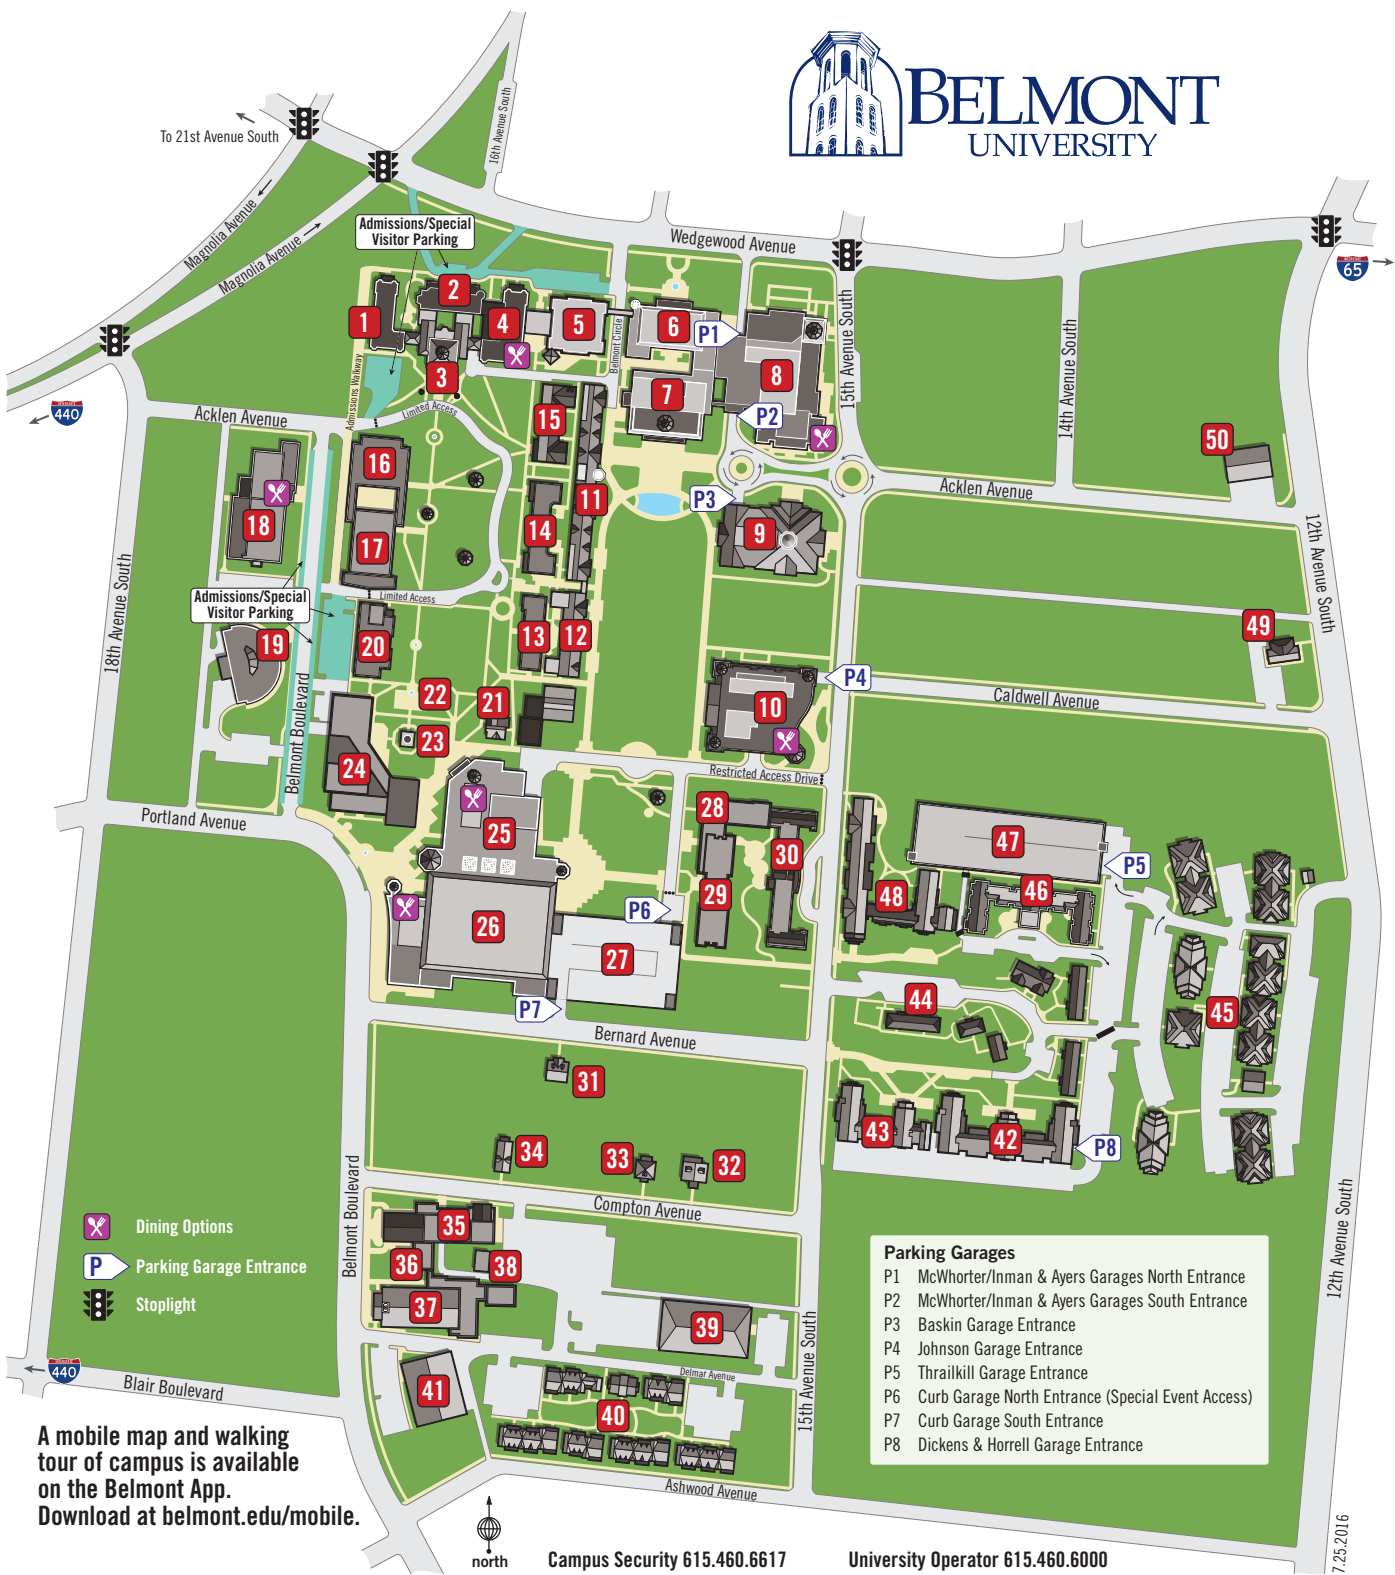 BELMONT
UNIVERSITY
To 21st Avenue South
16th Avenue South
Magnolia Avenue
Magnolia Avenue
Admissions/Special
Visitor Parking
Wedgewood Avenue
65
1
2
3
4
5
6
7
8
P1
P2
Belmont Circle
15th Avenue South
14th Avenue South
440
Acklen Avenue
Admissions Walkway
Limited Access
15
16
11
18
14
17
P3
9
Acklen Avenue
50
12th Avenue South
18th Avenue South
Admissions/Special
Visitor Parking
Limited Access
19
20
13
12
49
10
P4
Caldwell Avenue
Belmont Boulevard
22
21
23
24
Restricted Access Drive
Portland Avenue
25
28
30
29
P6
47
P5
46
48
26
27
P7
44
45
Bernard Avenue
31
34
33
32
43
42
P8
Belmont Boulevard
Compton Avenue
35
36
38
37
39
12th Avenue South
15th Avenue South
Delmar Avenue
41
40
Ashwood Avenue
Dining Options
P Parking Garage Entrance
Stoplight
440
Blair Boulevard
Parking Garages
P1 McWhorter/Inman & Ayers Garages North Entrance
P2 McWhorter/Inman & Ayers Garages South Entrance
P3 Baskin Garage Entrance
P4 Johnson Garage Entrance
P5 Thrailkill Garage Entrance
P6 Curb Garage North Entrance (Special Event Access)
P7 Curb Garage South Entrance
P8 Dickens & Horrell Garage Entrance
A mobile map and walking
tour of campus is available
on the Belmont App.
Download at belmont.edu/mobile.
north
Campus Security 615.460.6617
University Operator 615.460.6000
7.25.2016